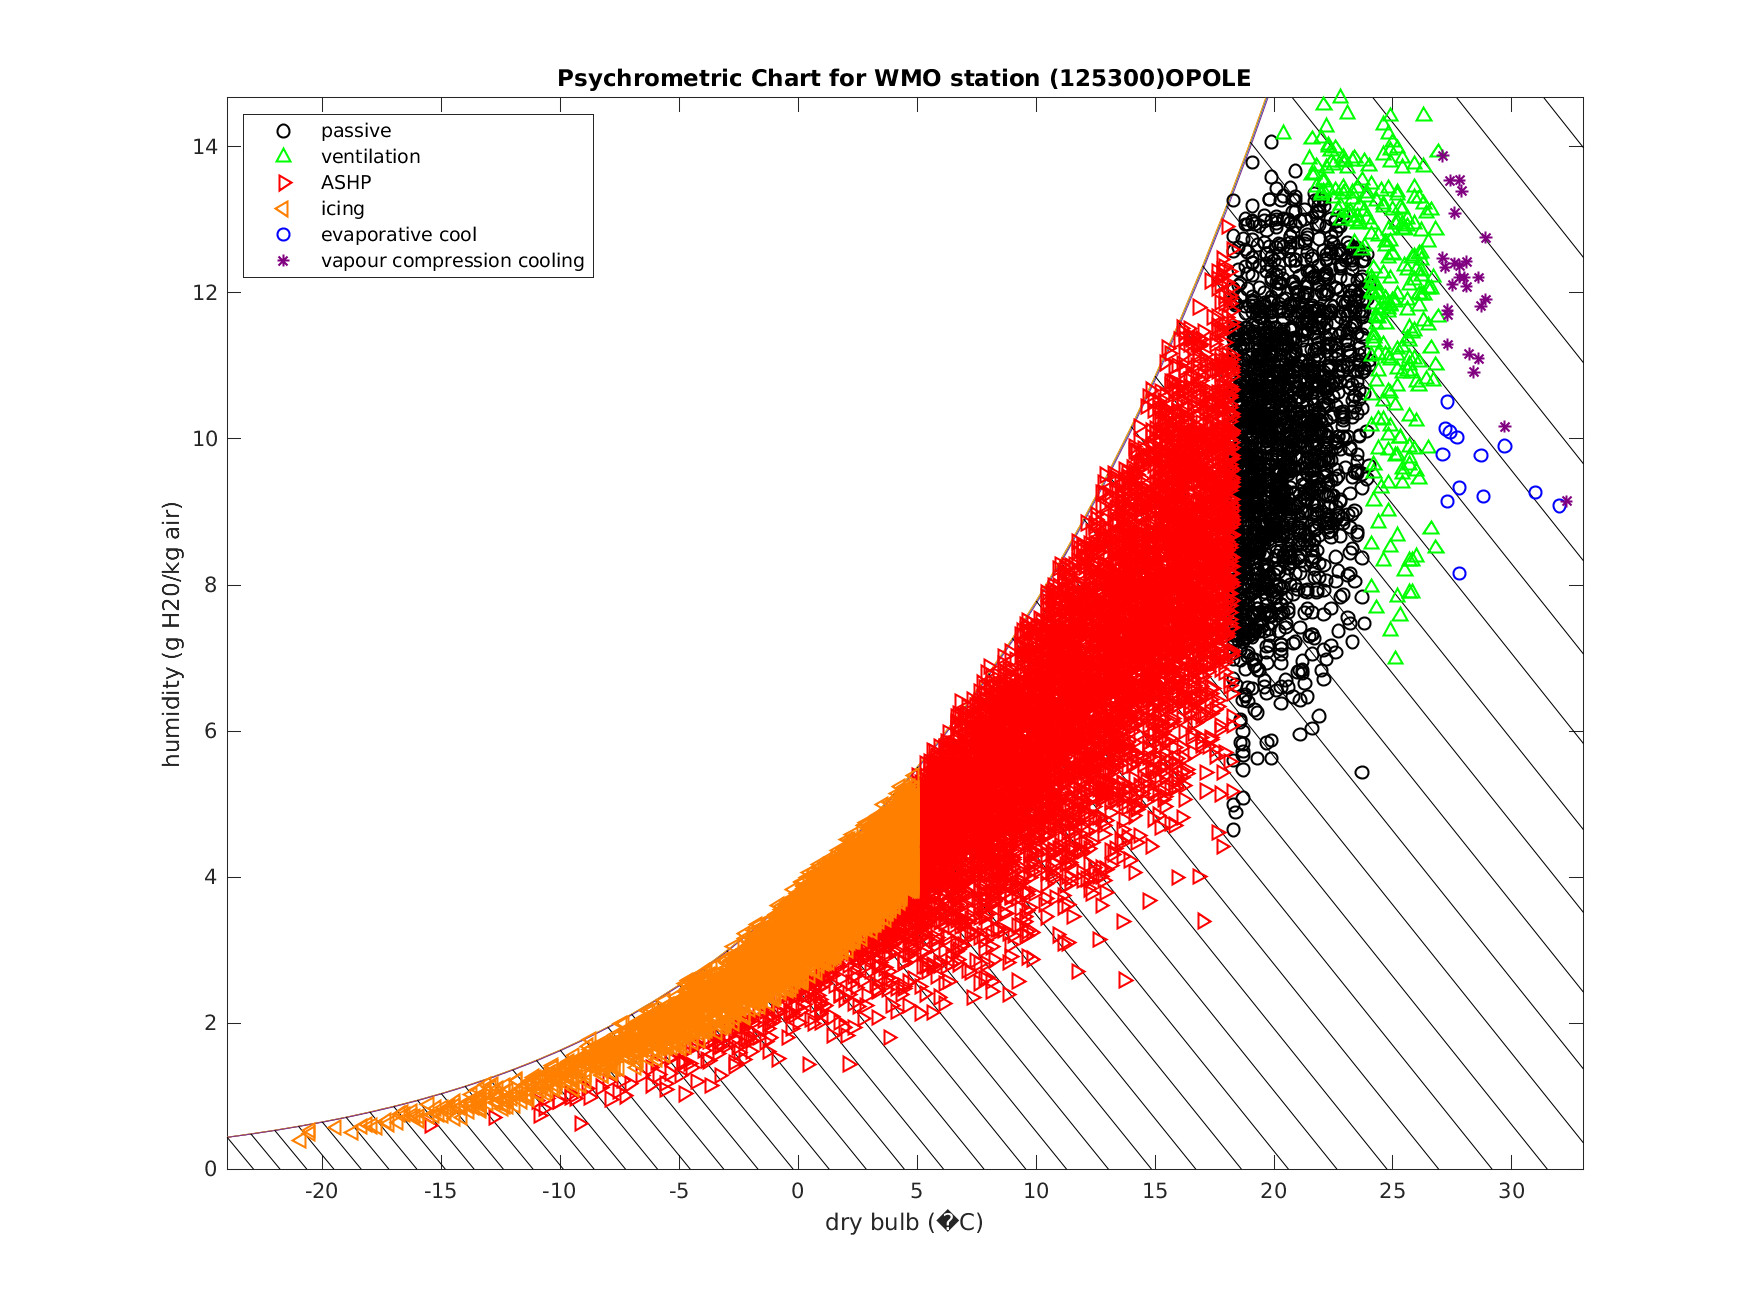 Psychrometric Chart for WMO station (125300)OPOLE
passive
ventilation
ASHP
icing
evaporative cool
vapour compression cooling
humidity (g H20/kg air)
14
12
10
8
6
4
2
0
-20 -15 -10 -5 0 5 10 15 20 25 30
dry bulb (�C)